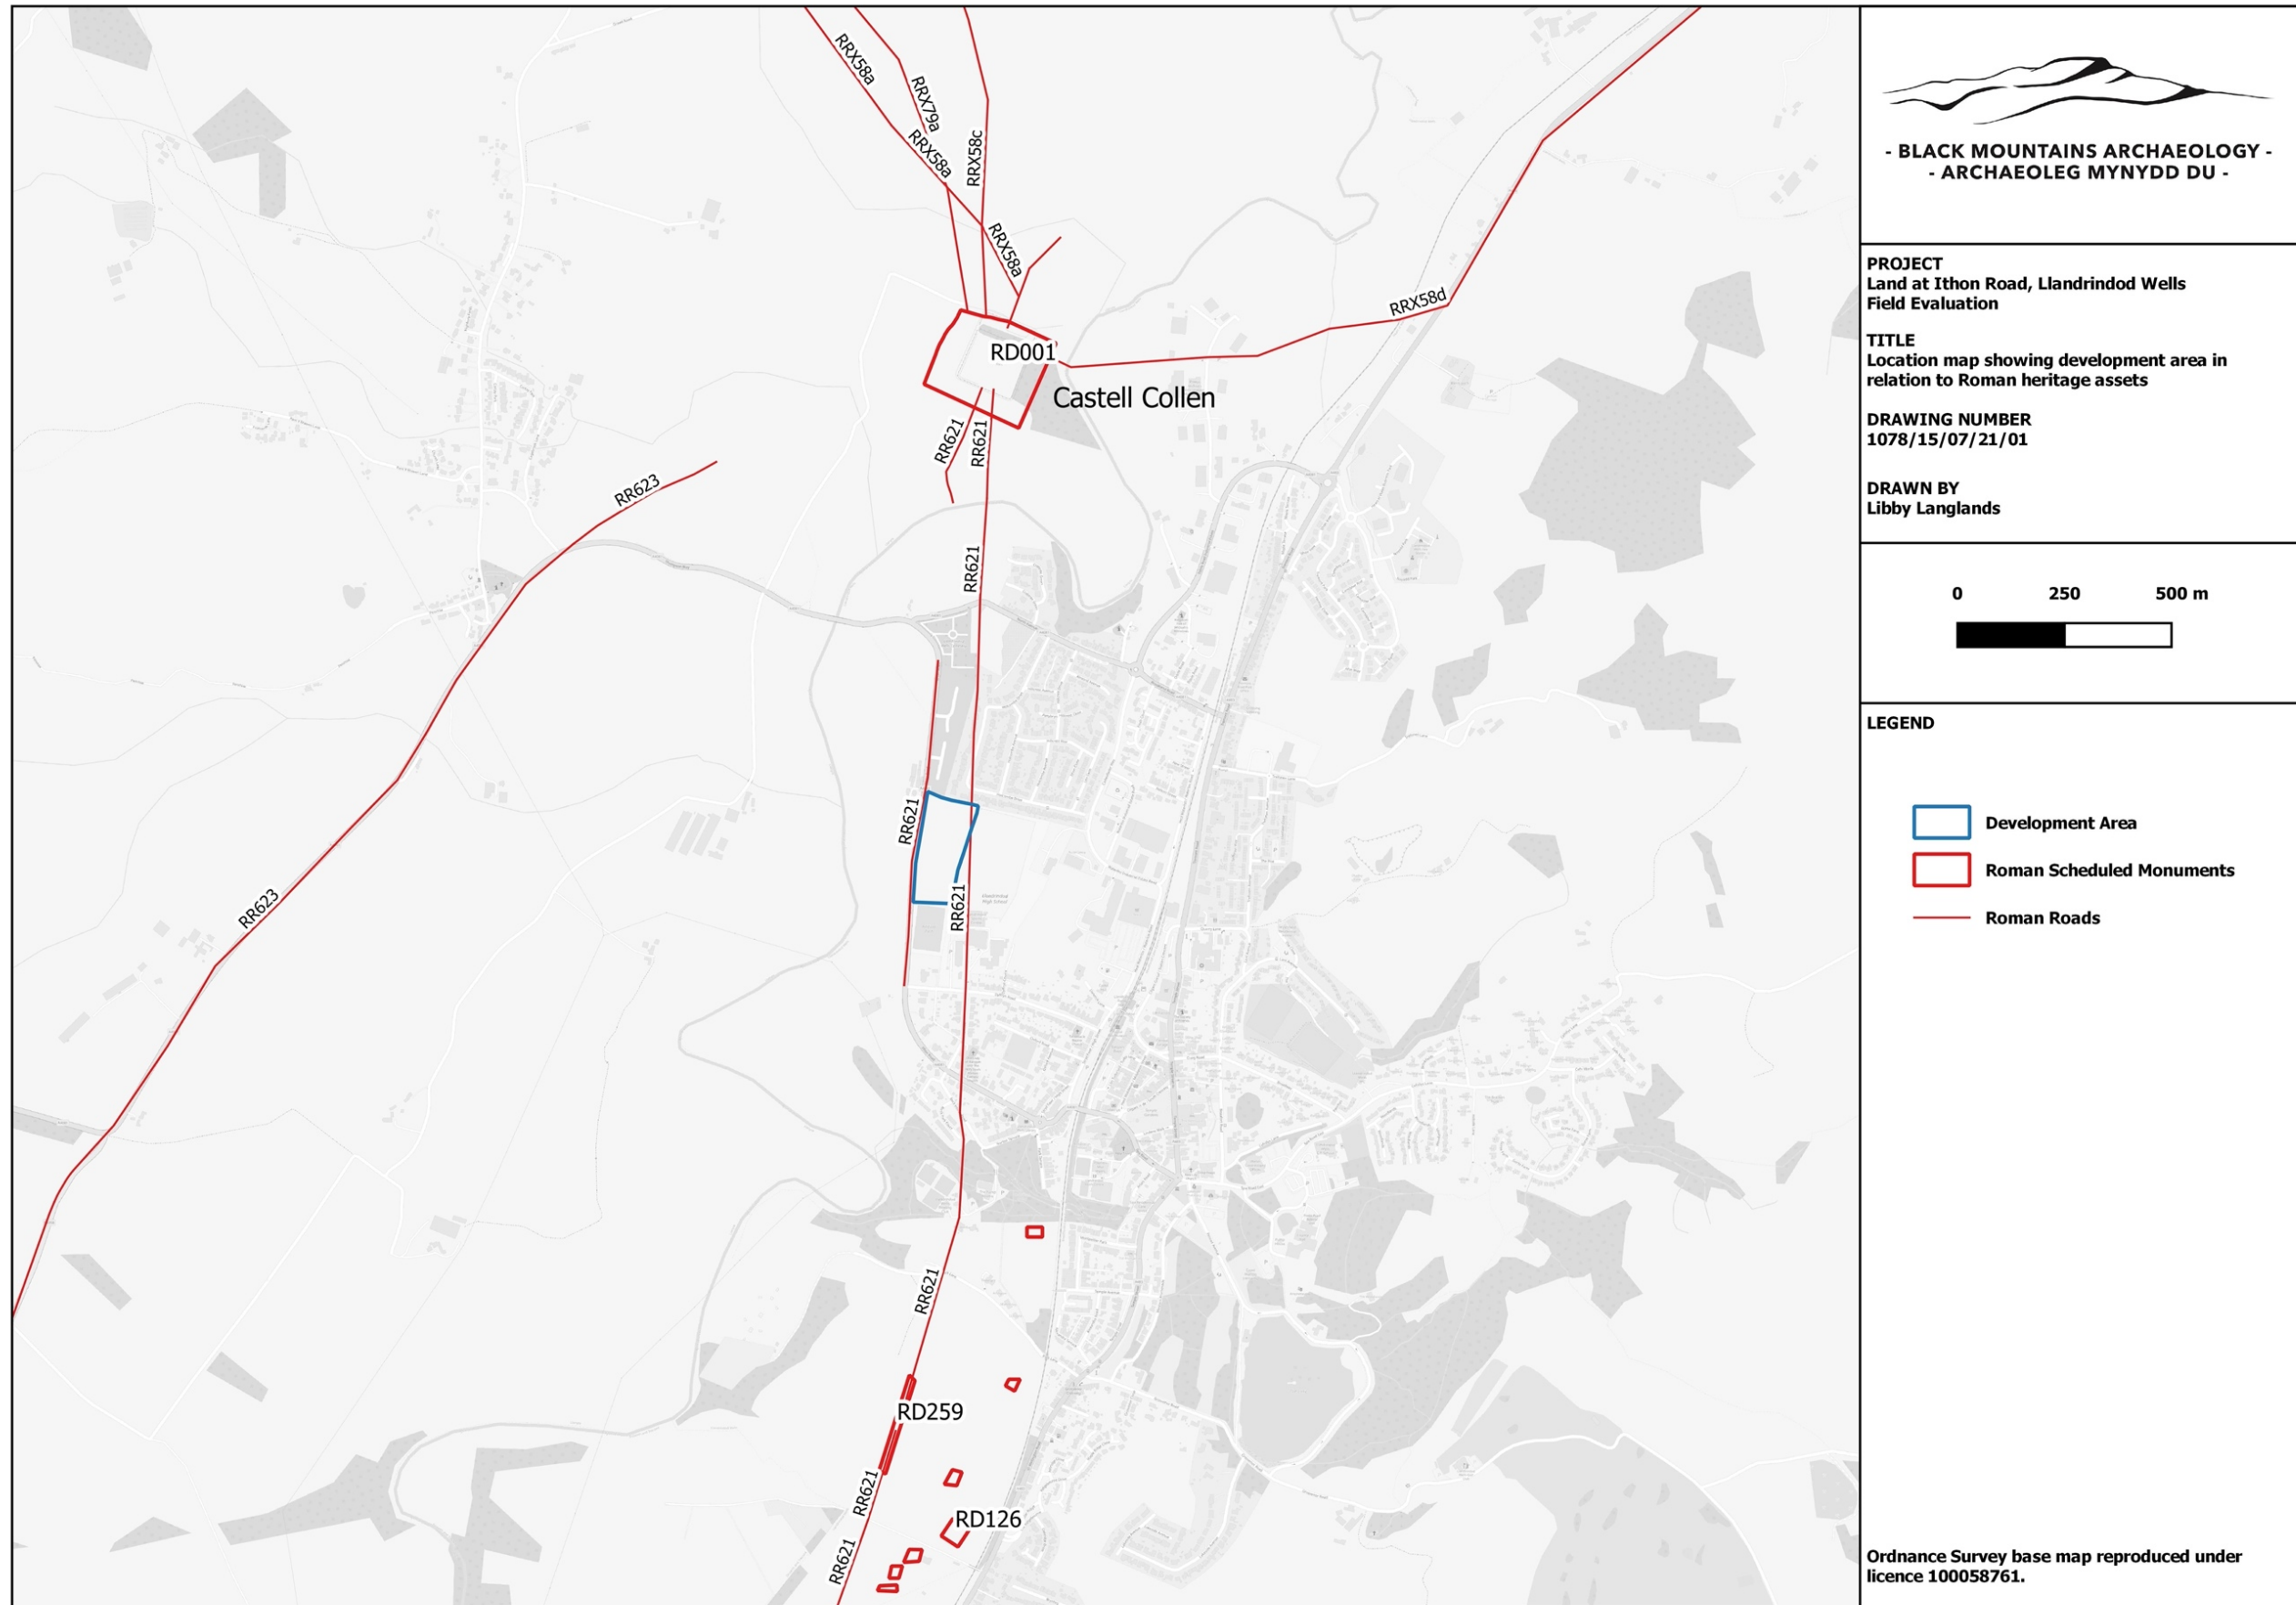 RRX58a
RRX79a
RRX58a
RRX58c
RRX58a
RRX58d
RD001
Castell Collen
RR621
RR621
RR623
RR621
RR621
RR621
RR623
RR621
RD259
RR621
RD126
RR621
- BLACK MOUNTAINS ARCHAEOLOGY -
- ARCHAEOLEG MYNYDD DU -
PROJECT
Land at Ithon Road, Llandrindod Wells
Field Evaluation
TITLE
Location map showing development area in
relation to Roman heritage assets
DRAWING NUMBER
1078/15/07/21/01
DRAWN BY
Libby Langlands
0 250 500 m
LEGEND
Development Area
Roman Scheduled Monuments
Roman Roads
Ordnance Survey base map reproduced under
licence 100058761.